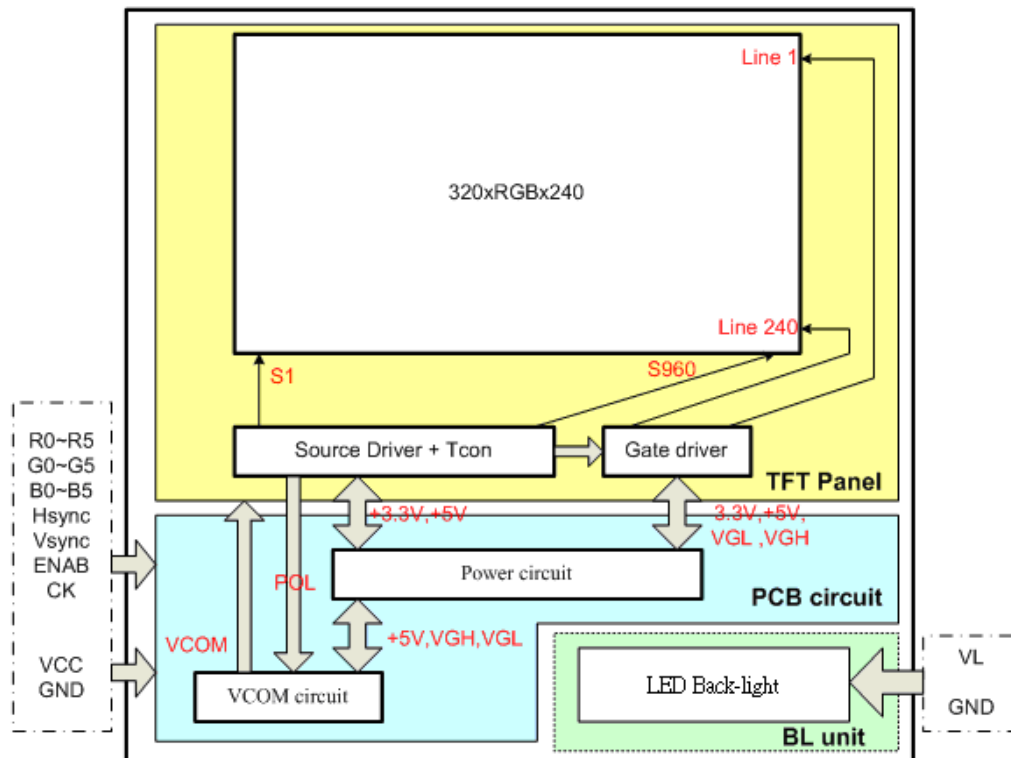 Line 1
320xRGBx240
Line 240
S1
S960
Source Driver + Tcon
Gate driver
TFT Panel
R0~R5
G0~G5
B0~B5
Hsync
Vsync
ENAB
CK
VCC
GND
+3.3V,+5V
3.3V,+5V,
VGL ,VGH
POL
Power circuit
PCB circuit
VCOM
+5V,VGH,VGL
VCOM circuit
LED Back-light
BL unit
VL
GND